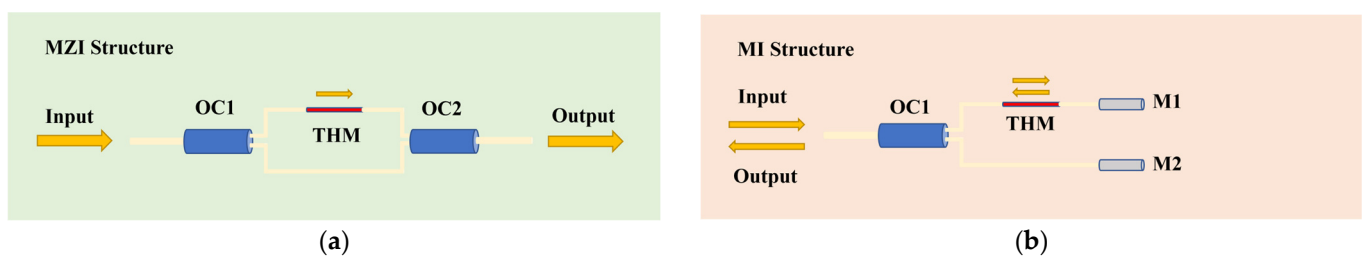 MZI Structure
Input
OC1
THM
OC2
Output
(a)
MI Structure
Input
Output
OC1
THM
M1
M2
(b)